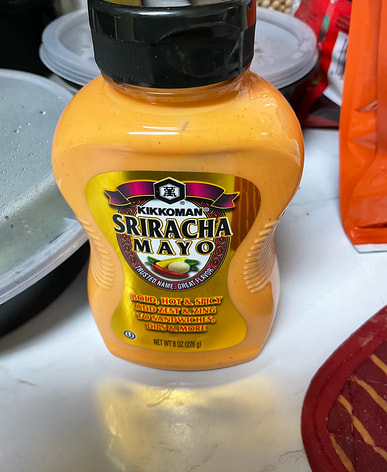 萬
KIKKOMAN
SRIRACHA
MAYO
TRUSTED NAME, GREAT FLAVOR
BOLD, HOT & SPICY
ADD ZEST & ZING
TO SANDWICHES,
DIPS & MORE
NET WT 8 OZ (226 g)